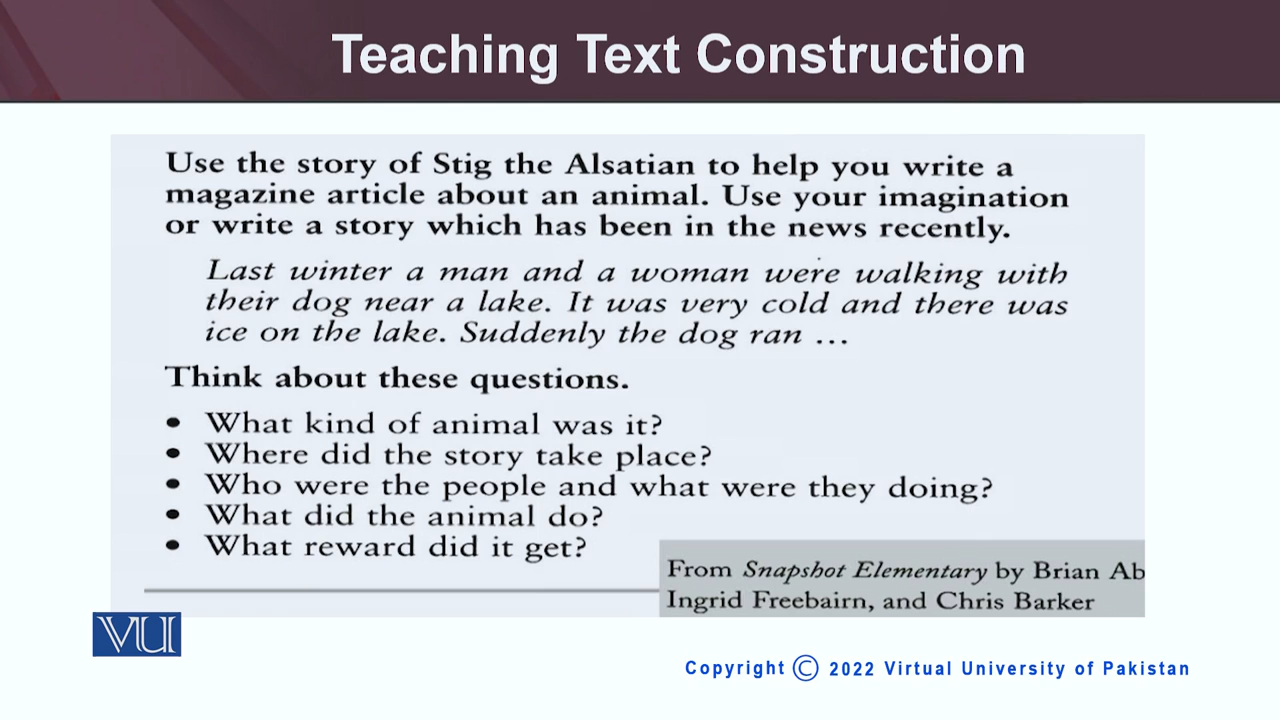 Teaching Text Construction
Use the story of Stig the Alsatian to help you write a
magazine article about an animal. Use your imagination
or write a story which has been in the news recently.
Last winter a man and a woman were walking with
their dog near a lake. It was very cold and there was
ice on the lake. Suddenly the dog ran ...
Think about these questions.
• What kind of animal was it?
• Where did the story take place?
• Who were the people and what were they doing?
• What did the animal do?
• What reward did it get?
From Snapshot Elementary by Brian Ab
Ingrid Freebairn, and Chris Barker
VU
Copyright © 2022 Virtual University of Pakistan